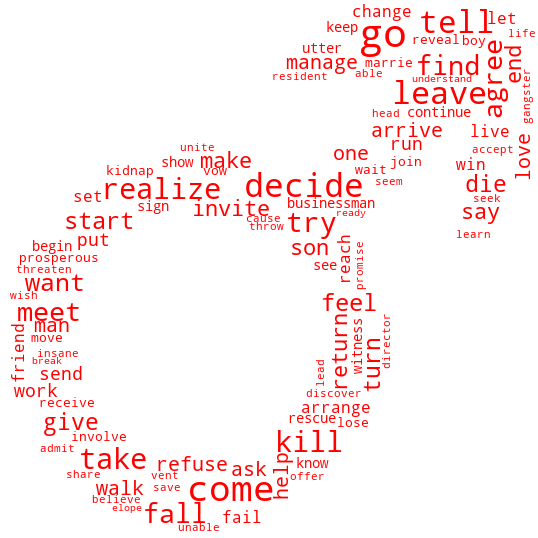 change
go
tell
let
life
keep
utter
reveal
boy
manage
marrie
find
agree
end
resident
able
understand
gangster
leave
head
continue
arrive
live
love
unite
run
accept
show
make
one
join
win
kidnap
vow
wait
seem
die
realize
decide
seek
set
sign
invite
businessman
say
cause
ready
start
throw
try
learn
put
son
begin
reach
promise
prosperous
see
threaten
want
wish
feel
meet
man
return
witness
director
move
turn
friend
insane
break
lead
send
work
discover
receive
arrange
give
rescue
lose
involve
kill
admit
take
refuse
ask
help
know
share
vent
offer
walk
save
come
believe
elope
fall
fail
unable